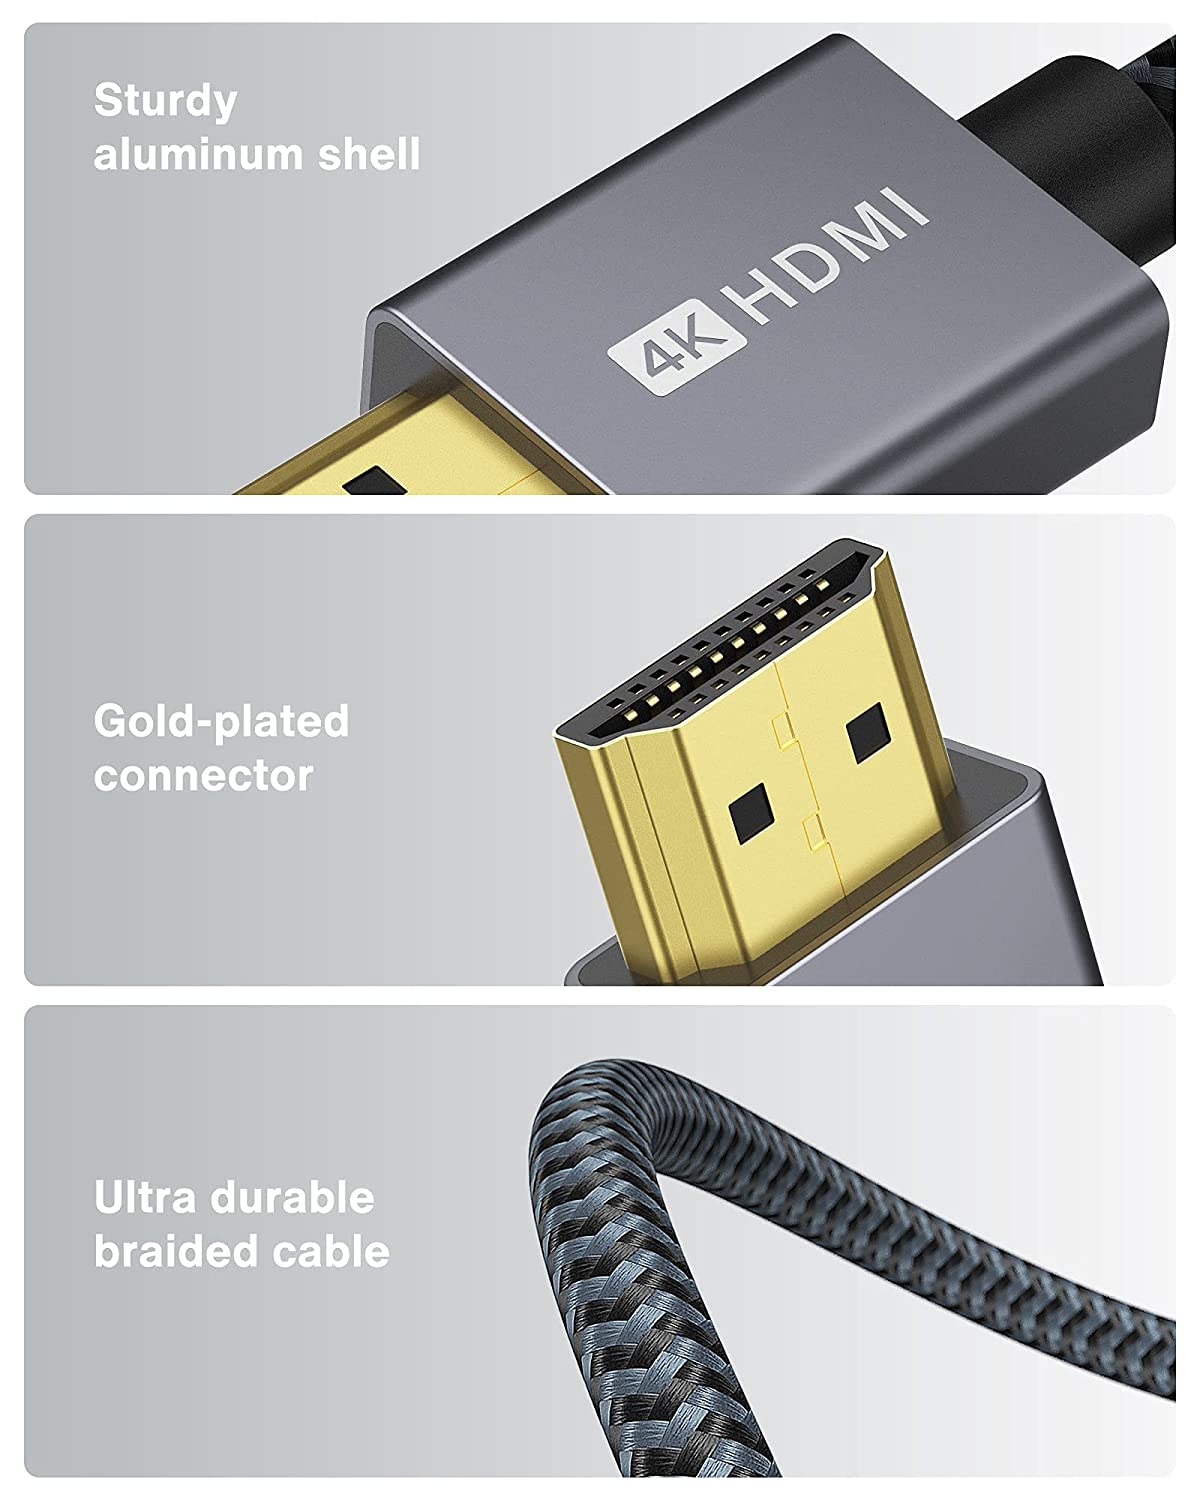 Sturdy
aluminum shell
4K HDMI
Gold-plated
connector
Ultra durable
braided cable